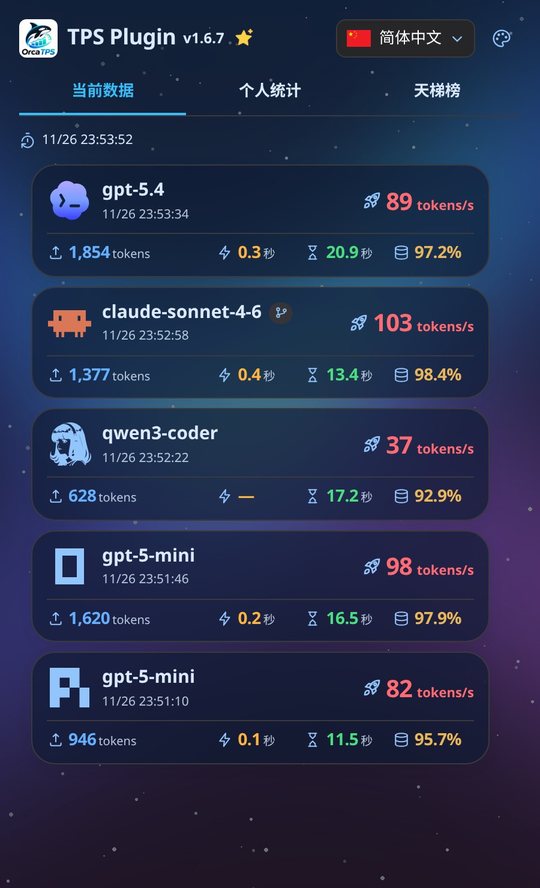 OrcaTPS
TPS Plugin v1.6.7
简体中文
当前数据 个人统计 天梯榜
11/26 23:53:52
gpt-5.4
11/26 23:53:34
89 tokens/s
1,854 tokens 0.3 秒 20.9 秒 97.2%
claude-sonnet-4-6
11/26 23:52:58
103 tokens/s
1,377 tokens 0.4 秒 13.4 秒 98.4%
qwen3-coder
11/26 23:52:22
37 tokens/s
628 tokens — 17.2 秒 92.9%
gpt-5-mini
11/26 23:51:46
98 tokens/s
1,620 tokens 0.2 秒 16.5 秒 97.9%
gpt-5-mini
11/26 23:51:10
82 tokens/s
946 tokens 0.1 秒 11.5 秒 95.7%